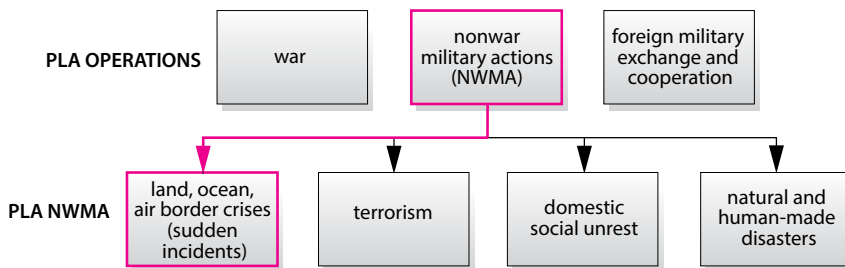 PLA OPERATIONS
war
nonwar
military actions
(NWMA)
foreign military
exchange and
cooperation
PLA NWMA
land, ocean,
air border crises
(sudden
incidents)
terrorism
domestic
social unrest
natural and
human-made
disasters